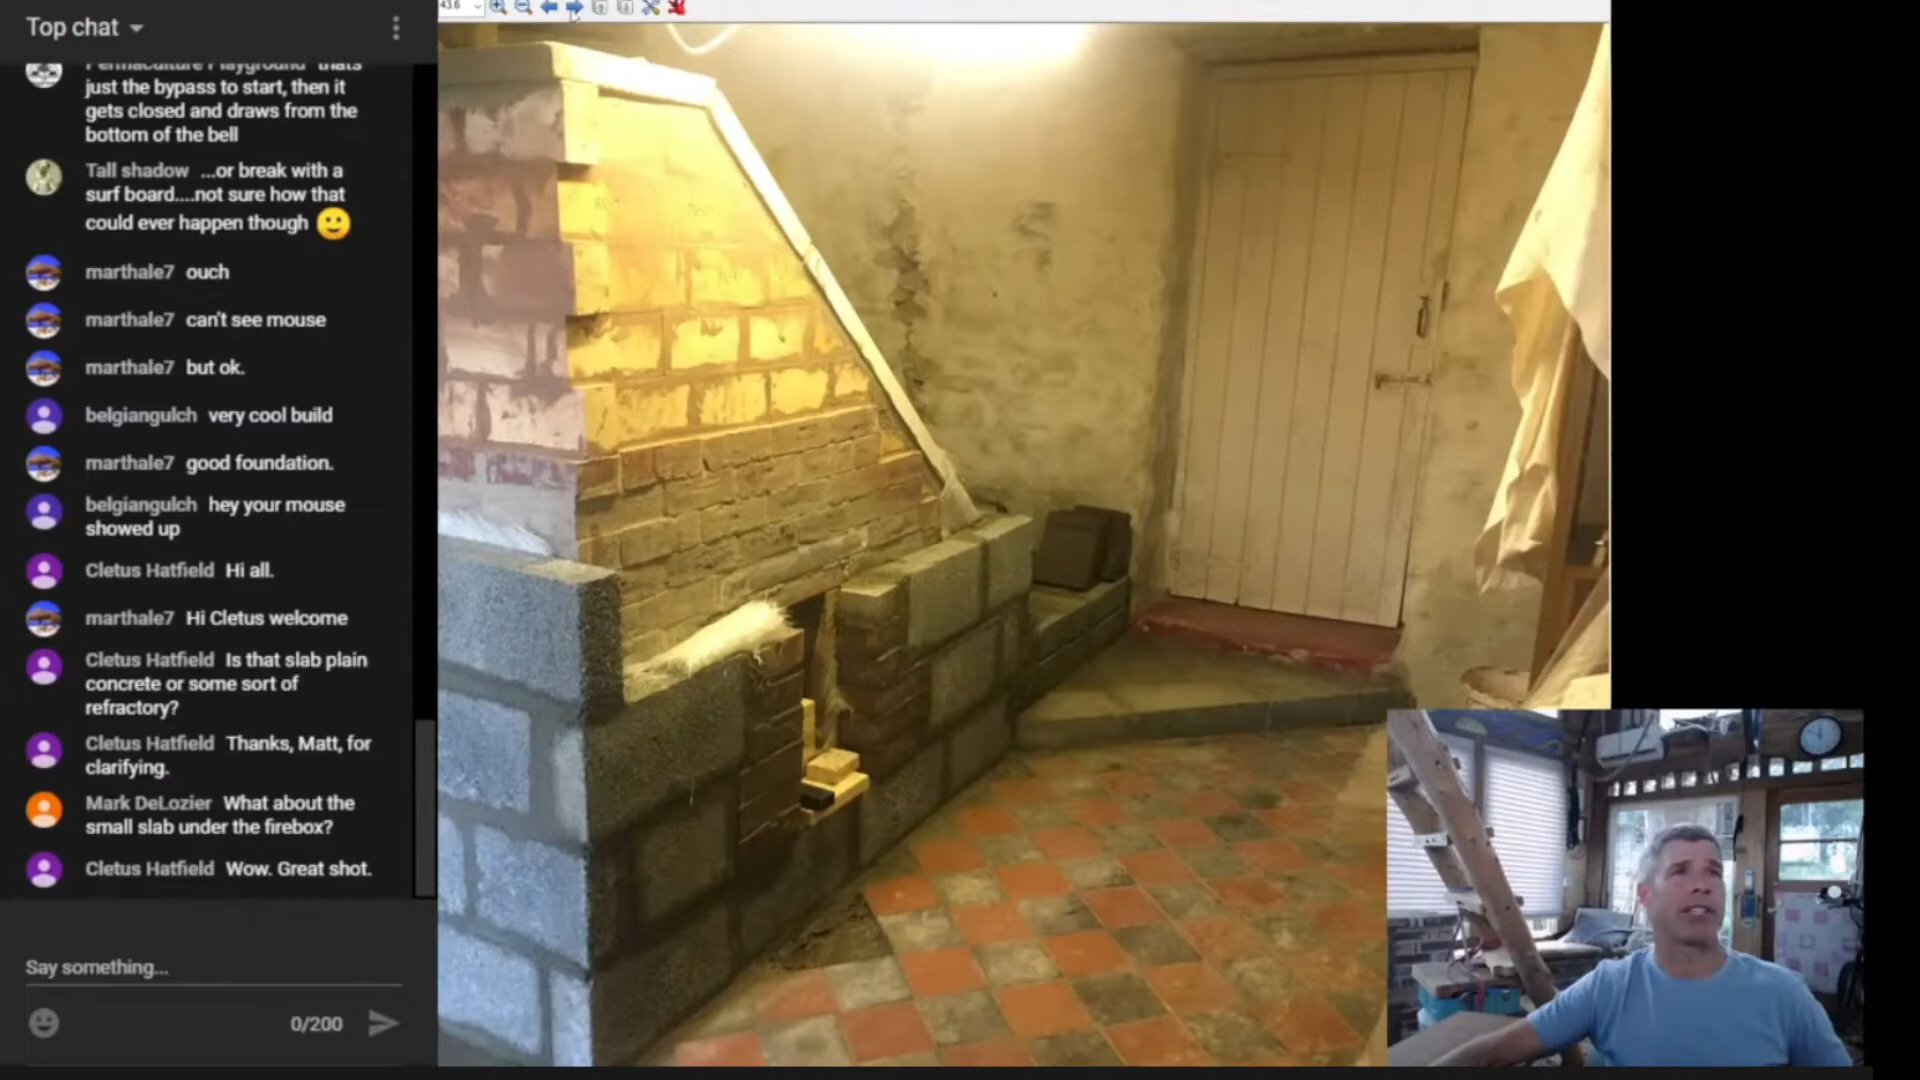 Top chat
43.6
Permaculture Playground thats
just the bypass to start, then it
gets closed and draws from the
bottom of the bell
Tall shadow ...or break with a
surf board....not sure how that
could ever happen though
marthale7 ouch
marthale7 can't see mouse
marthale7 but ok.
belgiangulch very cool build
marthale7 good foundation.
belgiangulch hey your mouse
showed up
Cletus Hatfield Hi all.
marthale7 Hi Cletus welcome
Cletus Hatfield Is that slab plain
concrete or some sort of
refractory?
Cletus Hatfield Thanks, Matt, for
clarifying.
Mark DeLozier What about the
small slab under the firebox?
Cletus Hatfield Wow. Great shot.
Say something...
0/200